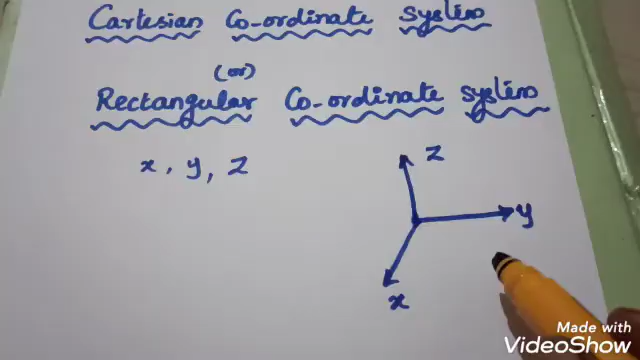 Cartesian Co-ordinate system
(or)
Rectangular Co-ordinate system
x, y, z
z
y
x
Made with
VideoShow